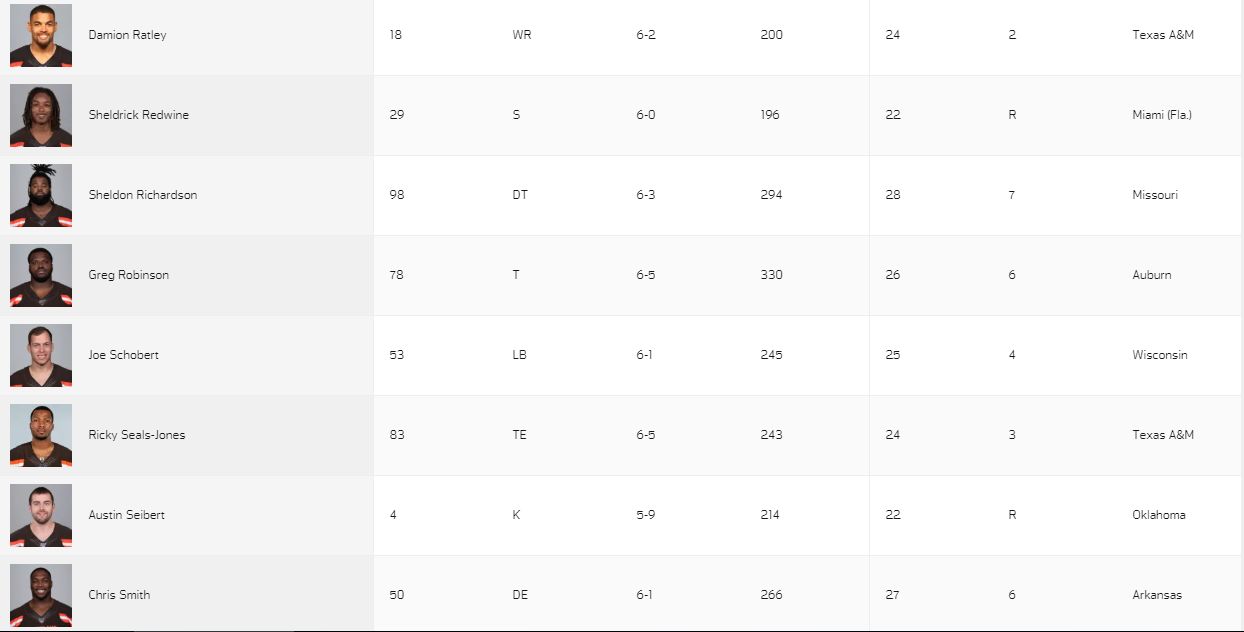 Damion Ratley 18 WR 6-2 200 24 2 Texas A&M
Sheldrick Redwine 29 S 6-0 196 22 R Miami (Fla.)
Sheldon Richardson 98 DT 6-3 294 28 7 Missouri
Greg Robinson 78 T 6-5 330 26 6 Auburn
Joe Schobert 53 LB 6-1 245 25 4 Wisconsin
Ricky Seals-Jones 83 TE 6-5 243 24 3 Texas A&M
Austin Seibert 4 K 5-9 214 22 R Oklahoma
Chris Smith 50 DE 6-1 266 27 6 Arkansas